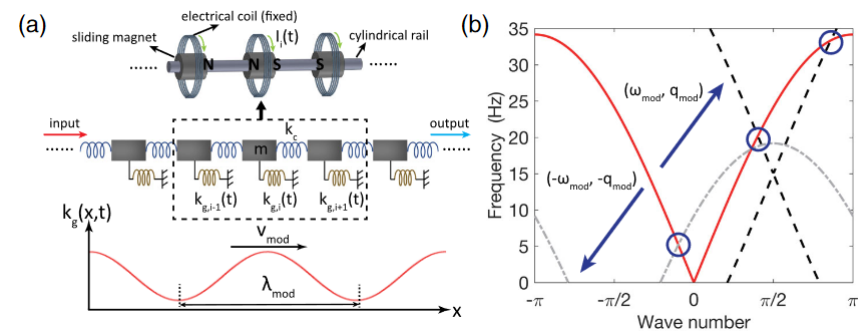 (a)
electrical coil (fixed)
I_i(t)
sliding magnet
cylindrical rail
N
N
S
S
......
......
input
k_c
output
......
m
......
k_g,i-1(t)
k_g,i(t)
k_g,i+1(t)
k_g(x,t)
v_mod
λ_mod
x
(b)
35
30
25
20
15
10
5
0
Frequency (Hz)
(ω_mod, q_mod)
(-ω_mod, -q_mod)
-π
-π/2
0
π/2
π
Wave number